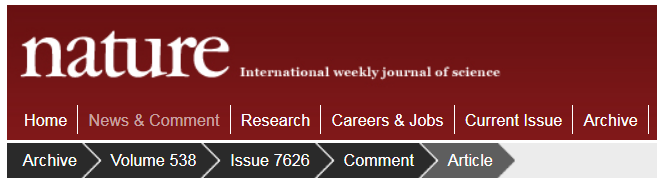 nature International weekly journal of science
Home News & Comment Research Careers & Jobs Current Issue Archive
Archive Volume 538 Issue 7626 Comment Article